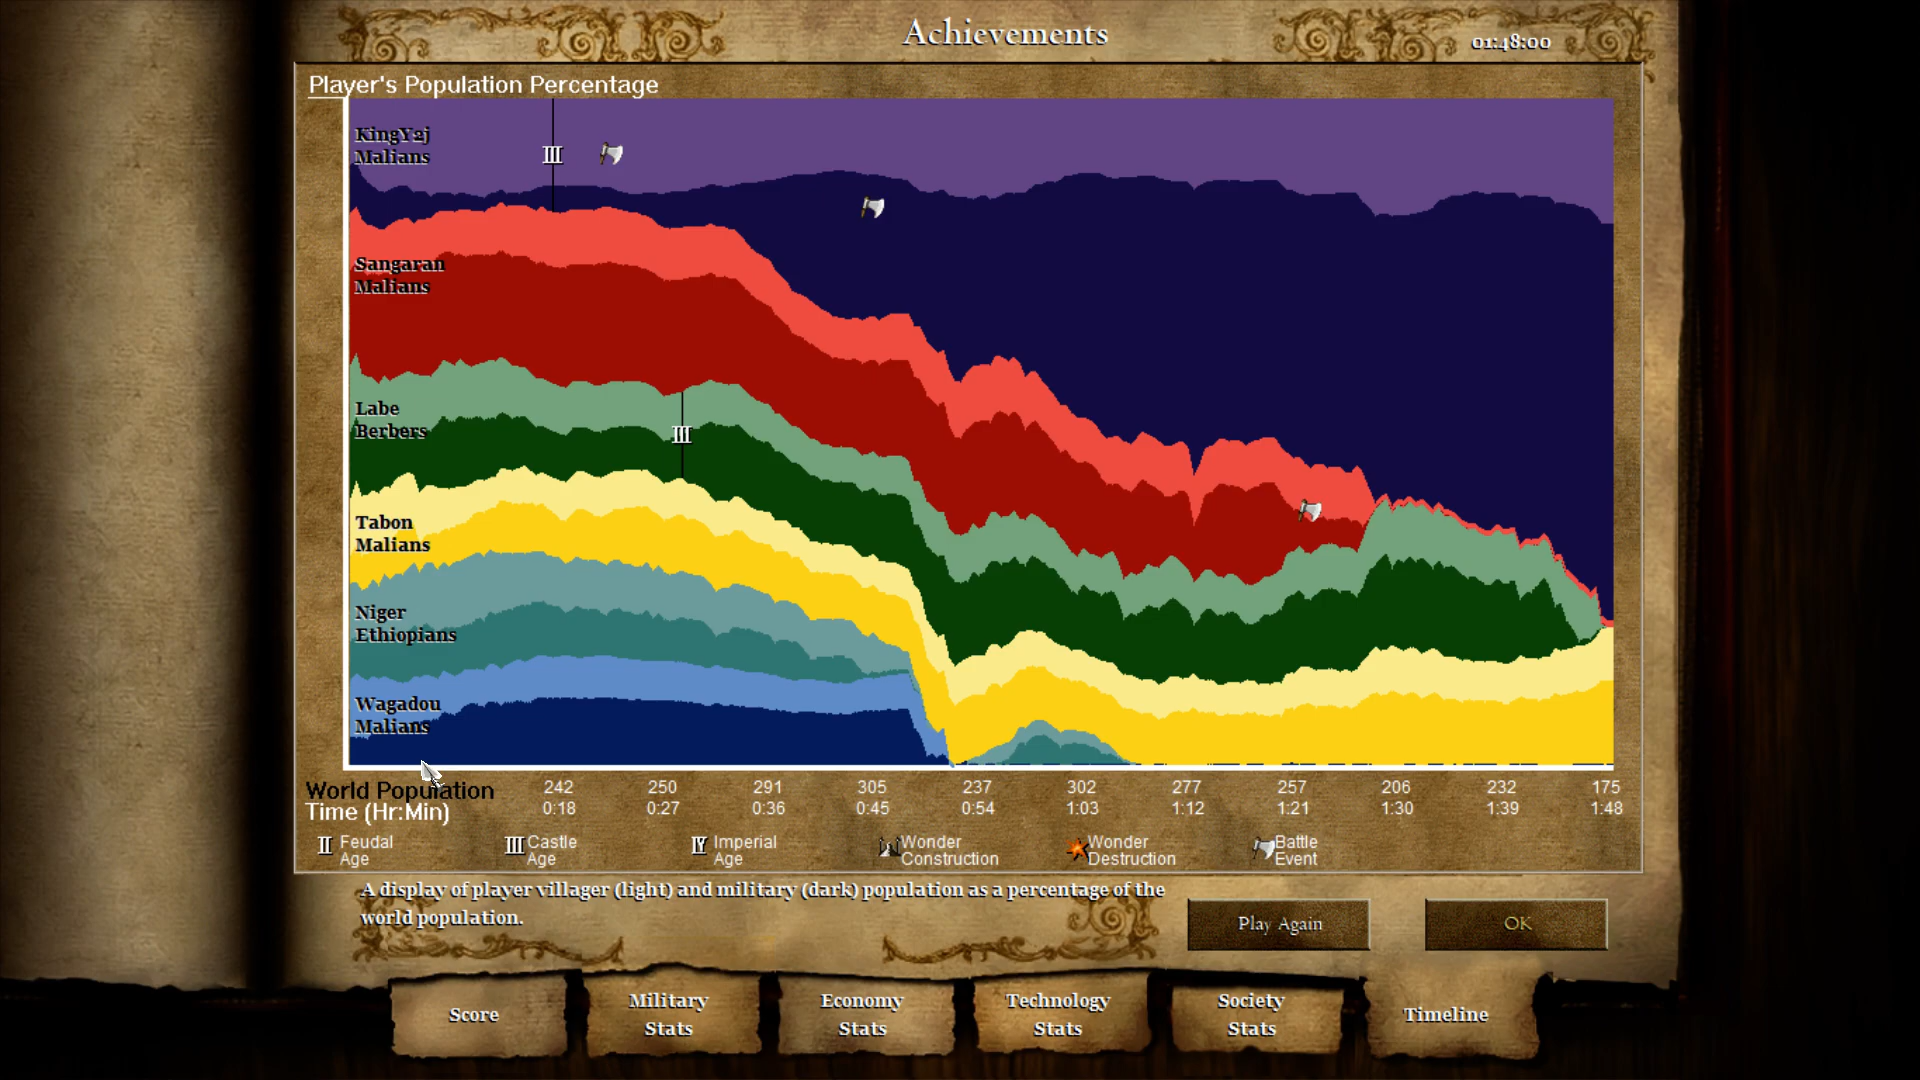 Achievements
01:48:00
Player's Population Percentage
KingY2j
Malians
III
Sangaran
Malians
Labe
Berbers
III
Tabon
Malians
Niger
Ethiopians
Wagadou
Malians
World Population 242 250 291 305 237 302 277 257 206 232 175
Time (Hr:Min) 0:18 0:27 0:36 0:45 0:54 1:03 1:12 1:21 1:30 1:39 1:48
II Feudal Age
III Castle Age
IV Imperial Age
Wonder Construction
Wonder Destruction
Battle Event
A display of player villager (light) and military (dark) population as a percentage of the
world population.
Play Again
OK
Score
Military
Stats
Economy
Stats
Technology
Stats
Society
Stats
Timeline